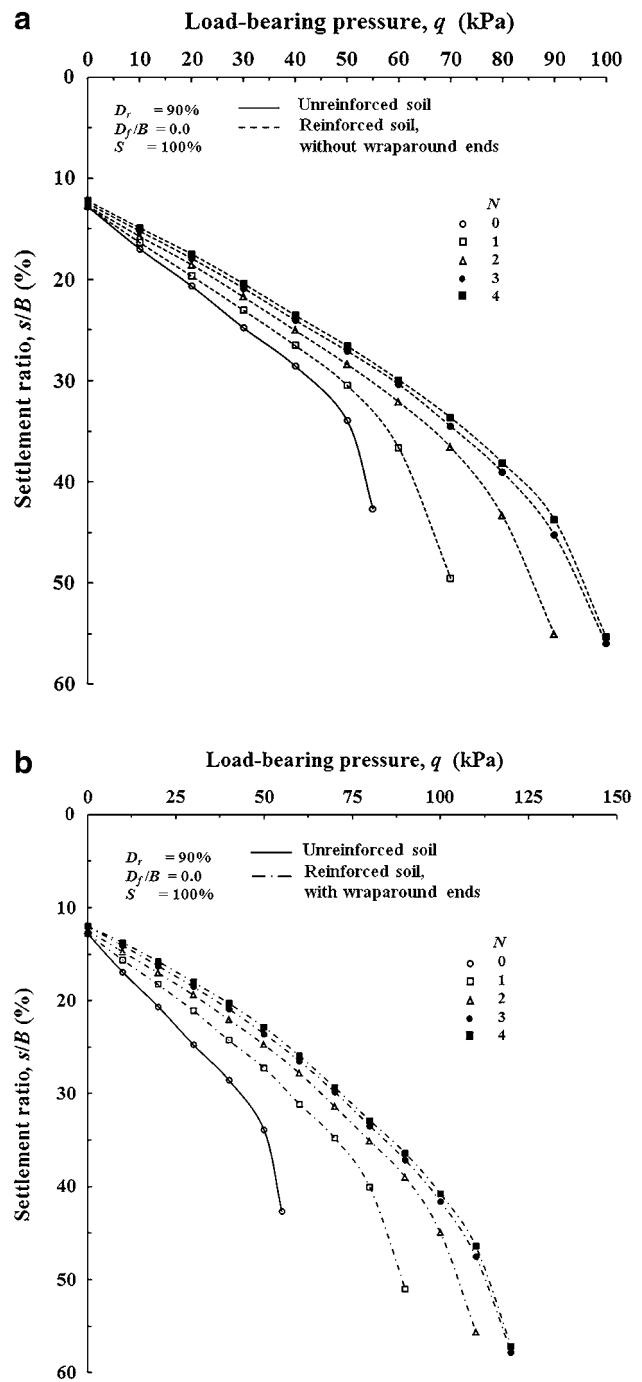 a
Load-bearing pressure, q (kPa)
0 10 20 30 40 50 60 70 80 90 100
0
10
20
30
40
50
60
Settlement ratio, s/B (%)
Dr = 90%
Df/B = 0.0
S = 100%
Unreinforced soil
Reinforced soil,
without wraparound ends
N
0
1
2
3
4
b
Load-bearing pressure, q (kPa)
0 25 50 75 100 125 150
0
10
20
30
40
50
60
Settlement ratio, s/B (%)
Dr = 90%
Df/B = 0.0
S = 100%
Unreinforced soil
Reinforced soil,
with wraparound ends
N
0
1
2
3
4